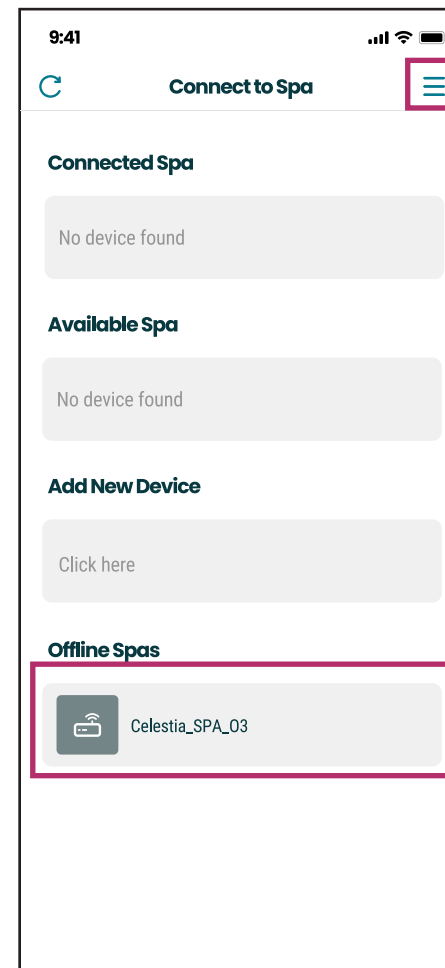 9:41
Connect to Spa
Connected Spa
No device found
Available Spa
No device found
Add New Device
Click here
Offline Spas
Celestia_SPA_03